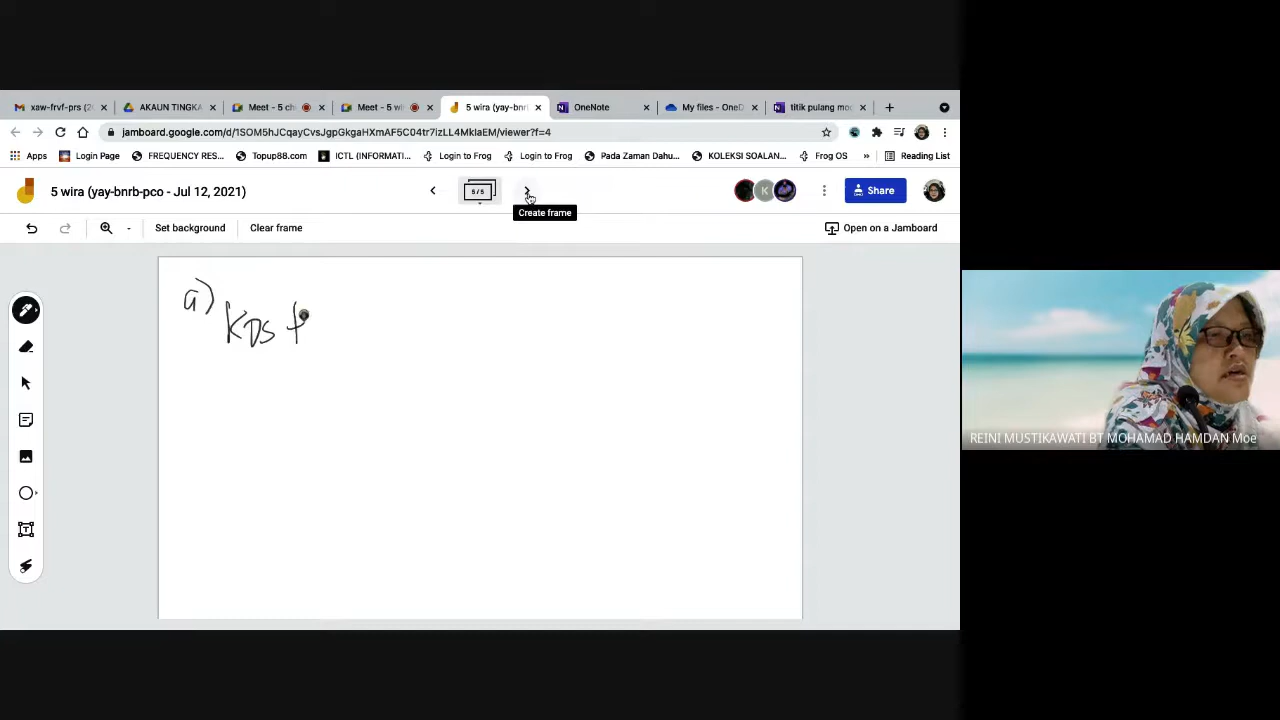 xaw-frvf-prs (2(
AKAUN TINGKA
Meet - 5 ch
Meet - 5 wi
5 wira (yay-bnr
OneNote
My files - OneD
titik pulang mod
jamboard.google.com/d/1SOM5hJCqayCvsJgpGkgaHXmAF5C04tr7izLL4MklaEM/viewer?f=4
Apps
Login Page
FREQUENCY RES...
Topup88.com
ICTL (INFORMATI...
Login to Frog
Login to Frog
Pada Zaman Dahu...
KOLEKSI SOALAN...
Frog OS
»
Reading List
5 wira (yay-bnrb-pco - Jul 12, 2021)
5/5
K
Share
Create frame
Set background
Clear frame
Open on a Jamboard
a)
KDS
REINI MUSTIKAWATI BT MOHAMAD HAMDAN Moe